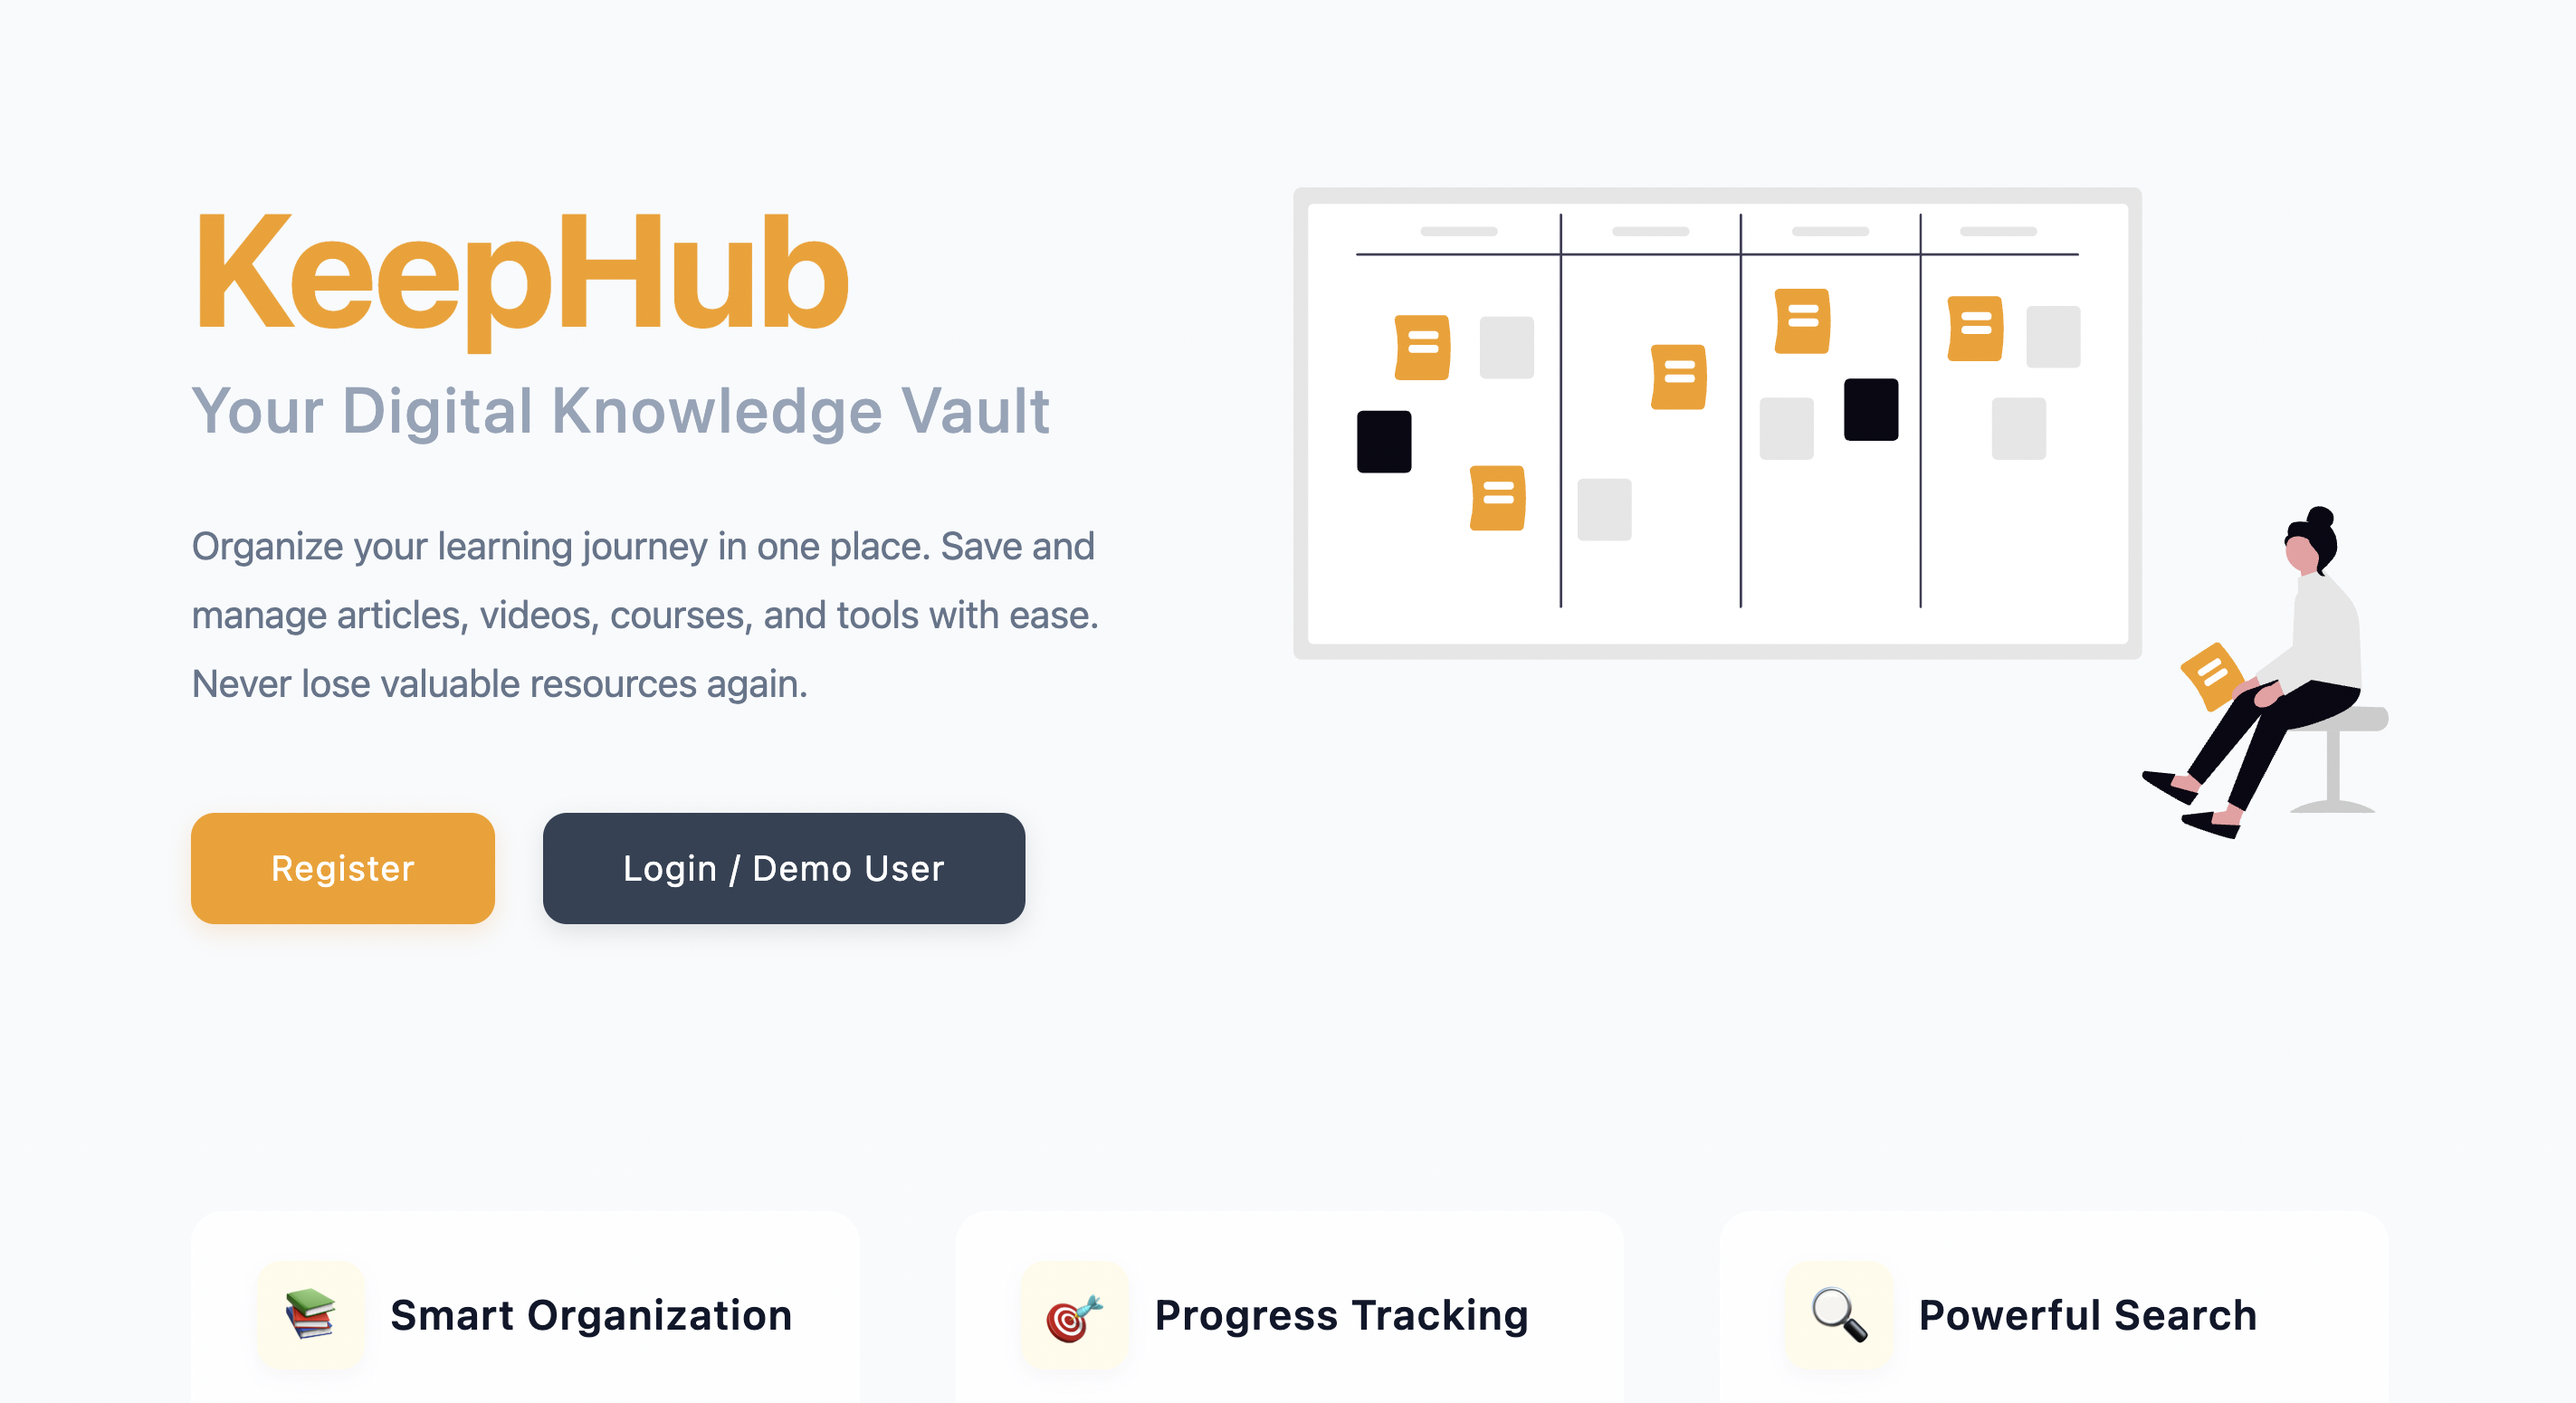 KeepHub
Your Digital Knowledge Vault
Organize your learning journey in one place. Save and
manage articles, videos, courses, and tools with ease.
Never lose valuable resources again.
Register
Login / Demo User
Smart Organization
Progress Tracking
Powerful Search